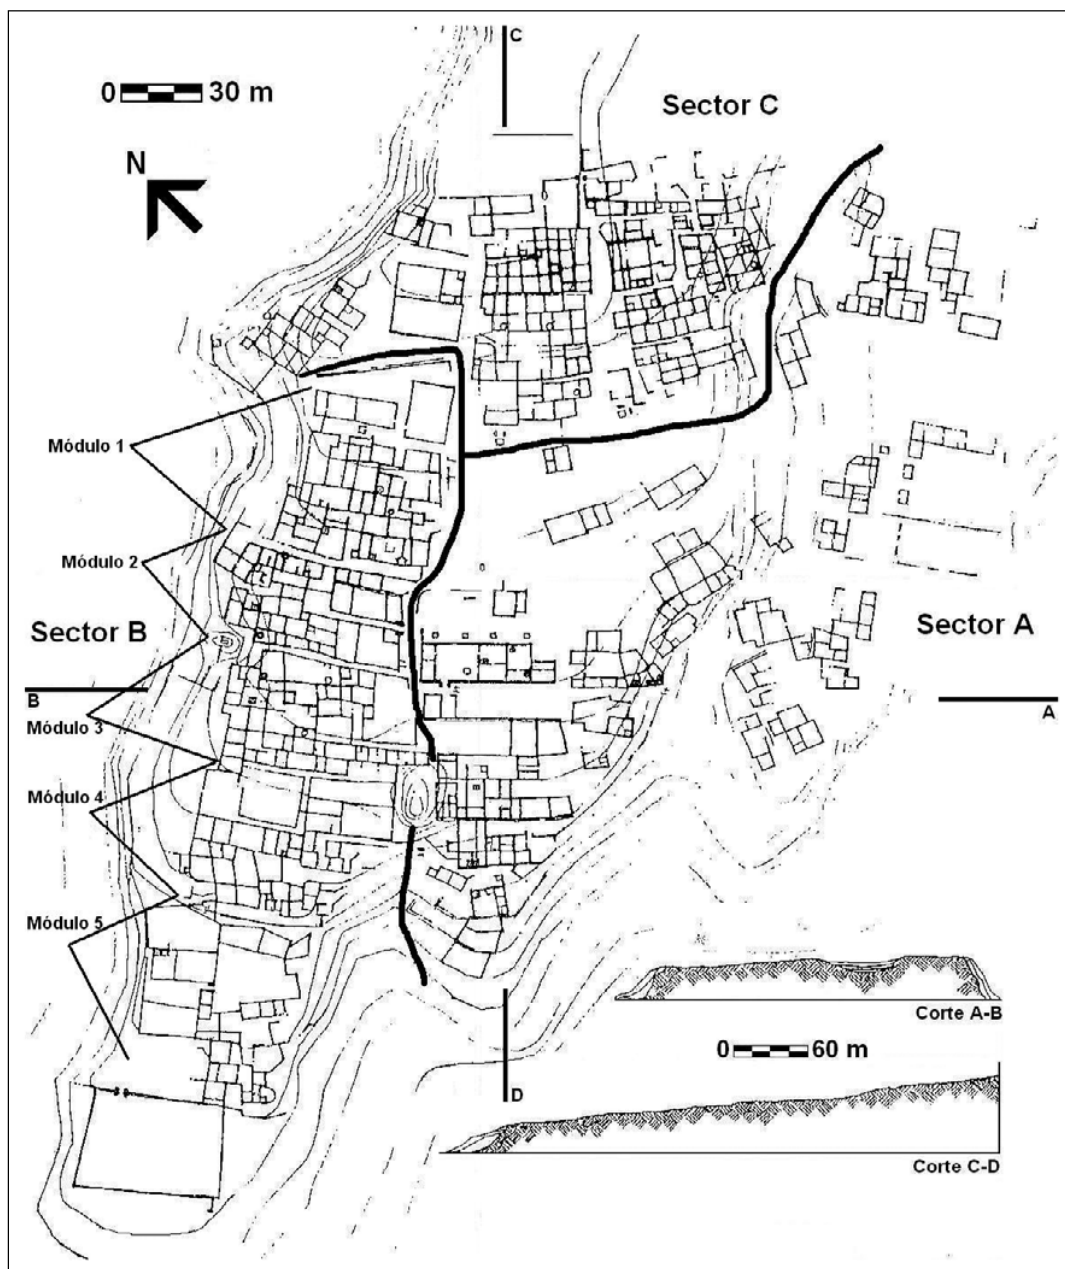 C
0 30 m
Sector C
N
Módulo 1
Módulo 2
Sector B
Sector A
B
A
Módulo 3
Módulo 4
Módulo 5
Corte A-B
0 60 m
D
Corte C-D